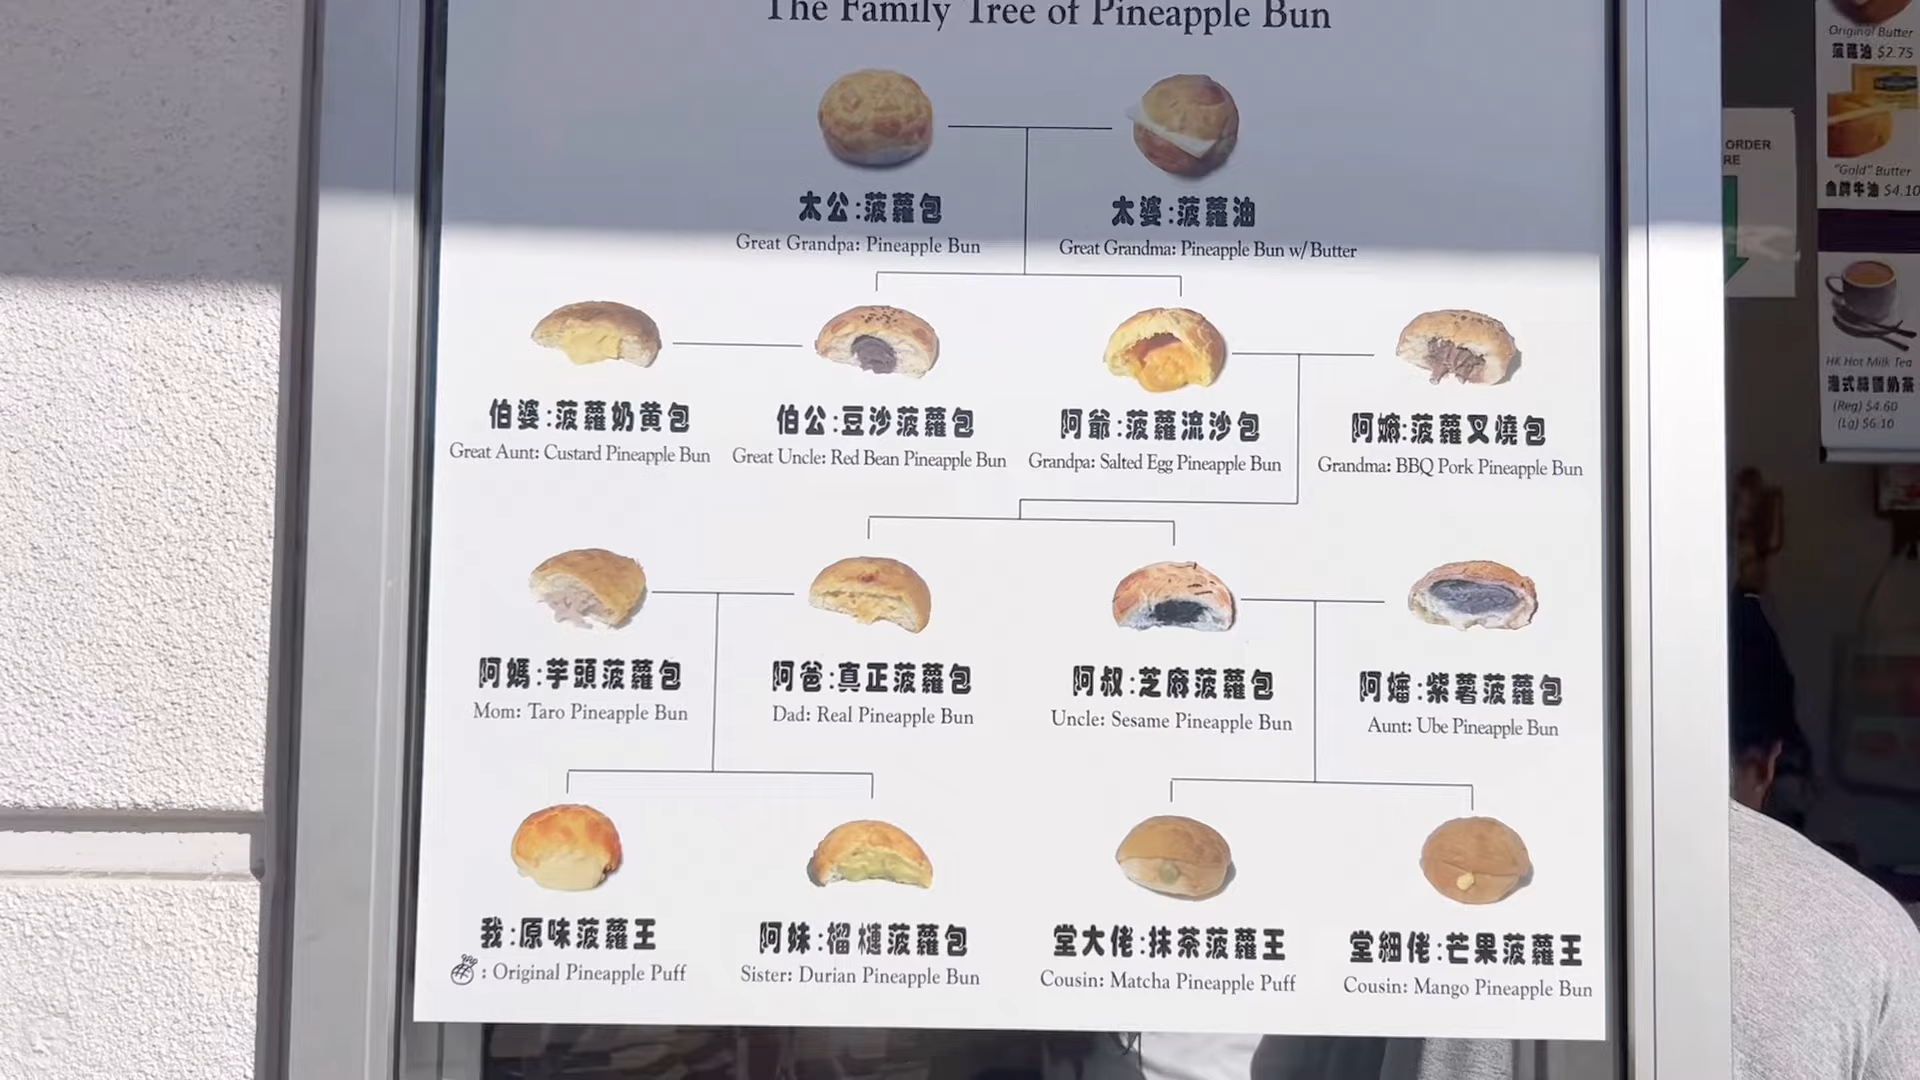 The Family Tree of Pineapple Bun
太公:菠蘿包
Great Grandpa: Pineapple Bun
太婆:菠蘿油
Great Grandma: Pineapple Bun w/ Butter
伯婆:菠蘿奶黄包
Great Aunt: Custard Pineapple Bun
伯公:豆沙菠蘿包
Great Uncle: Red Bean Pineapple Bun
阿爺:菠蘿流沙包
Grandpa: Salted Egg Pineapple Bun
阿嫲:菠蘿叉燒包
Grandma: BBQ Pork Pineapple Bun
阿媽:芋頭菠蘿包
Mom: Taro Pineapple Bun
阿爸:真正菠蘿包
Dad: Real Pineapple Bun
阿叔:芝麻菠蘿包
Uncle: Sesame Pineapple Bun
阿嬸:紫薯菠蘿包
Aunt: Ube Pineapple Bun
我:原味菠蘿王
: Original Pineapple Puff
阿妹:榴槤菠蘿包
Sister: Durian Pineapple Bun
堂大佬:抹茶菠蘿王
Cousin: Matcha Pineapple Puff
堂細佬:芒果菠蘿王
Cousin: Mango Pineapple Bun
ORDER
RE
Original Butter
菠蘿油 $2.75
"Gold" Butter
金牌牛油 $4.10
HK Hot Milk Tea
港式絲襪奶茶
(Reg) $4.60
(Lg) $6.10